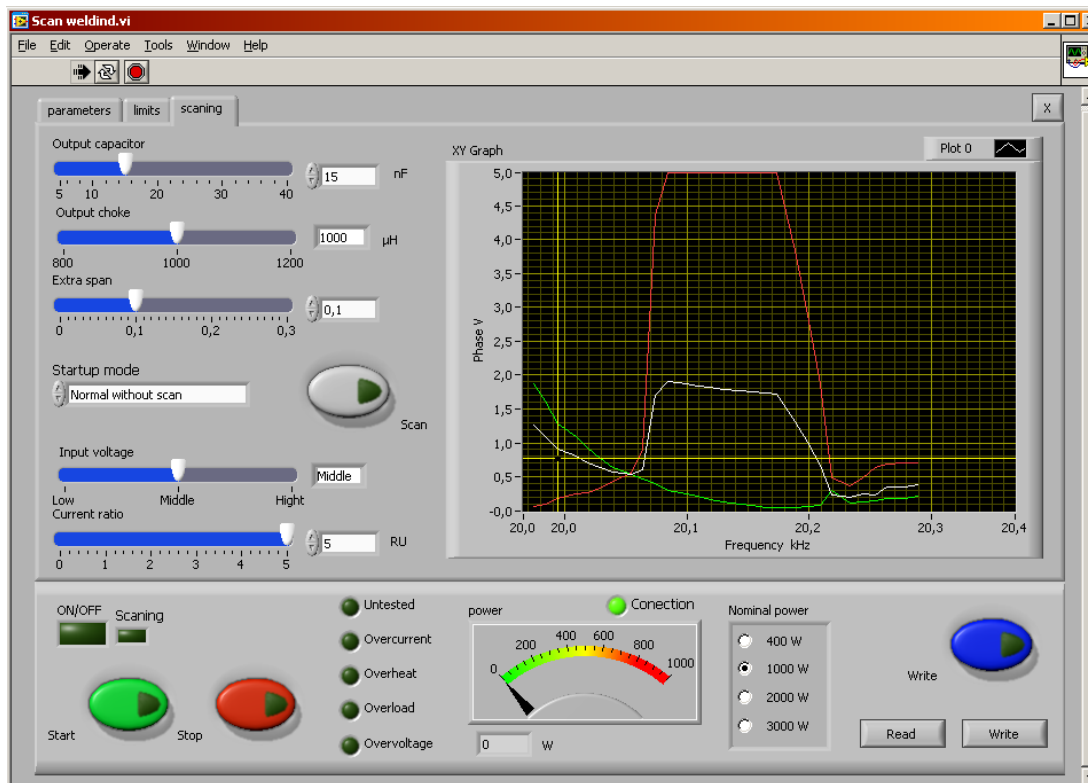 Scan weldind.vi
File Edit Operate Tools Window Help
parameters limits scaning
X
Output capacitor
15 nF
5 10 20 30 40
Output choke
1000 µH
800 1000 1200
Extra span
0,1
0 0,1 0,2 0,3
Startup mode
Normal without scan
Scan
Input voltage
Middle
Low Middle Hight
Current ratio
5 RU
0 1 2 3 4 5
XY Graph
Plot 0
5,0
4,5
4,0
3,5
3,0
2,5
2,0
1,5
1,0
0,5
-0,0
Phase V
20,0 20,0 20,1 20,2 20,3 20,4
Frequency kHz
ON/OFF
Scaning
Start
Stop
Untested
Overcurrent
Overheat
Overload
Overvoltage
power
Conection
0 200 400 600 800 1000
0 W
Nominal power
400 W
1000 W
2000 W
3000 W
Write
Read
Write